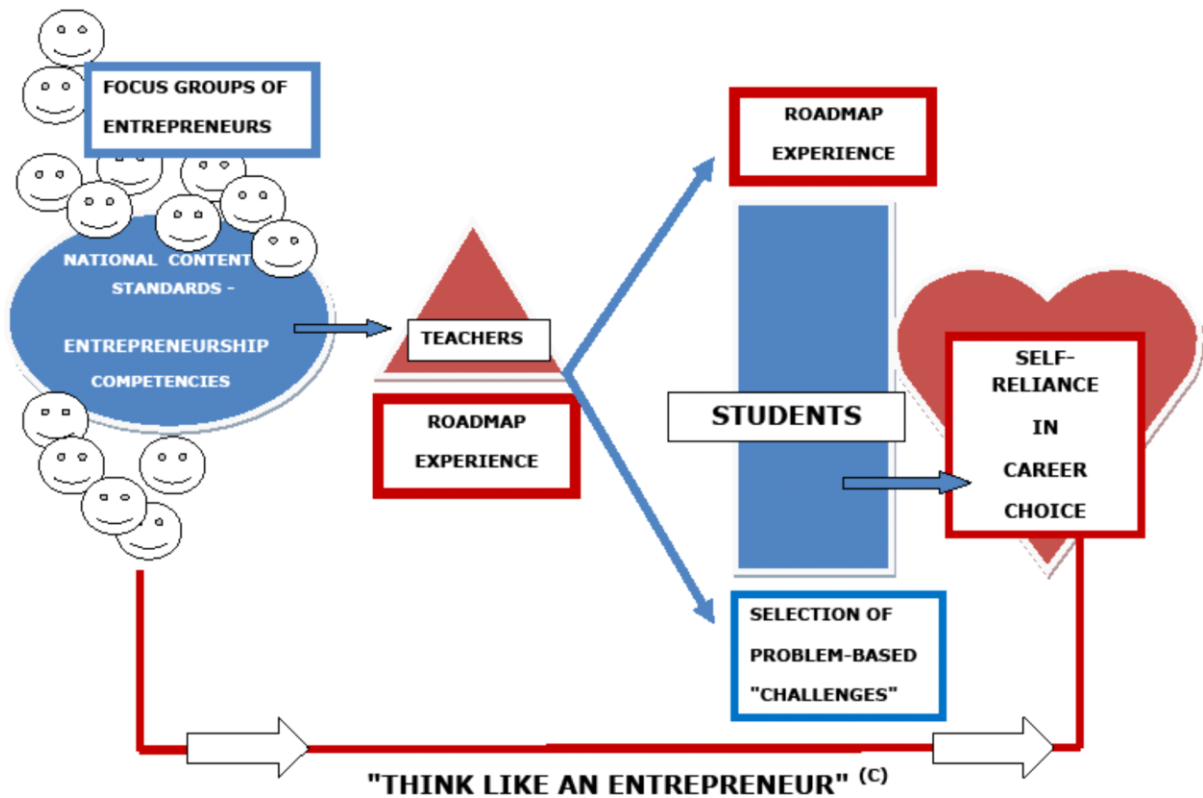 FOCUS GROUPS OF
ENTREPRENEURS
NATIONAL CONTENT
STANDARDS -
ENTREPRENEURSHIP
COMPETENCIES
TEACHERS
ROADMAP
EXPERIENCE
ROADMAP
EXPERIENCE
STUDENTS
SELECTION OF
PROBLEM-BASED
"CHALLENGES"
SELF-
RELIANCE
IN
CAREER
CHOICE
"THINK LIKE AN ENTREPRENEUR" (C)